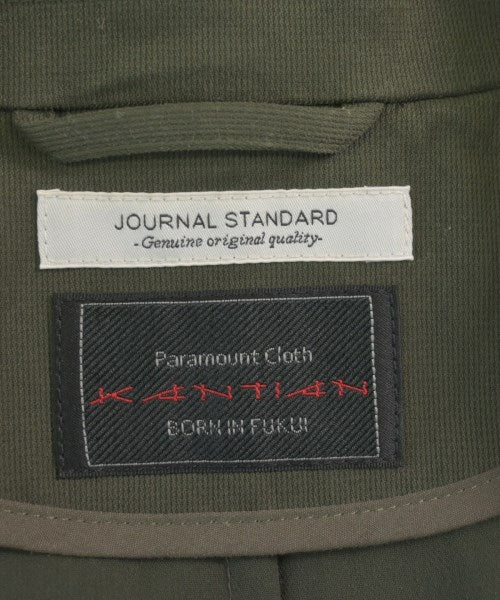 JOURNAL STANDARD
-Genuine original quality-
Paramount Cloth
KANTIAN
BORN IN FUKUI